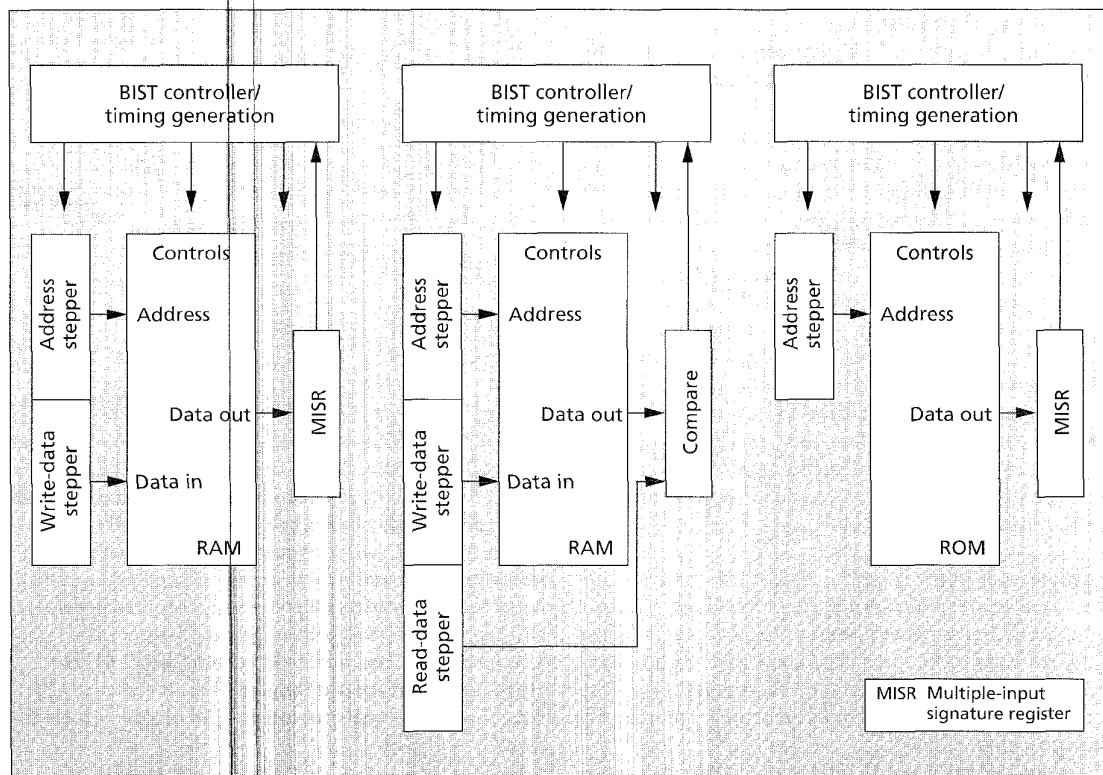 BIST controller/
timing generation
Address
stepper
Write-data
stepper
Controls
Address
Data out
Data in
RAM
MISR
BIST controller/
timing generation
Address
stepper
Write-data
stepper
Read-data
stepper
Controls
Address
Data out
Data in
RAM
Compare
BIST controller/
timing generation
Address
stepper
Controls
Address
Data out
ROM
MISR
MISR Multiple-input
signature register